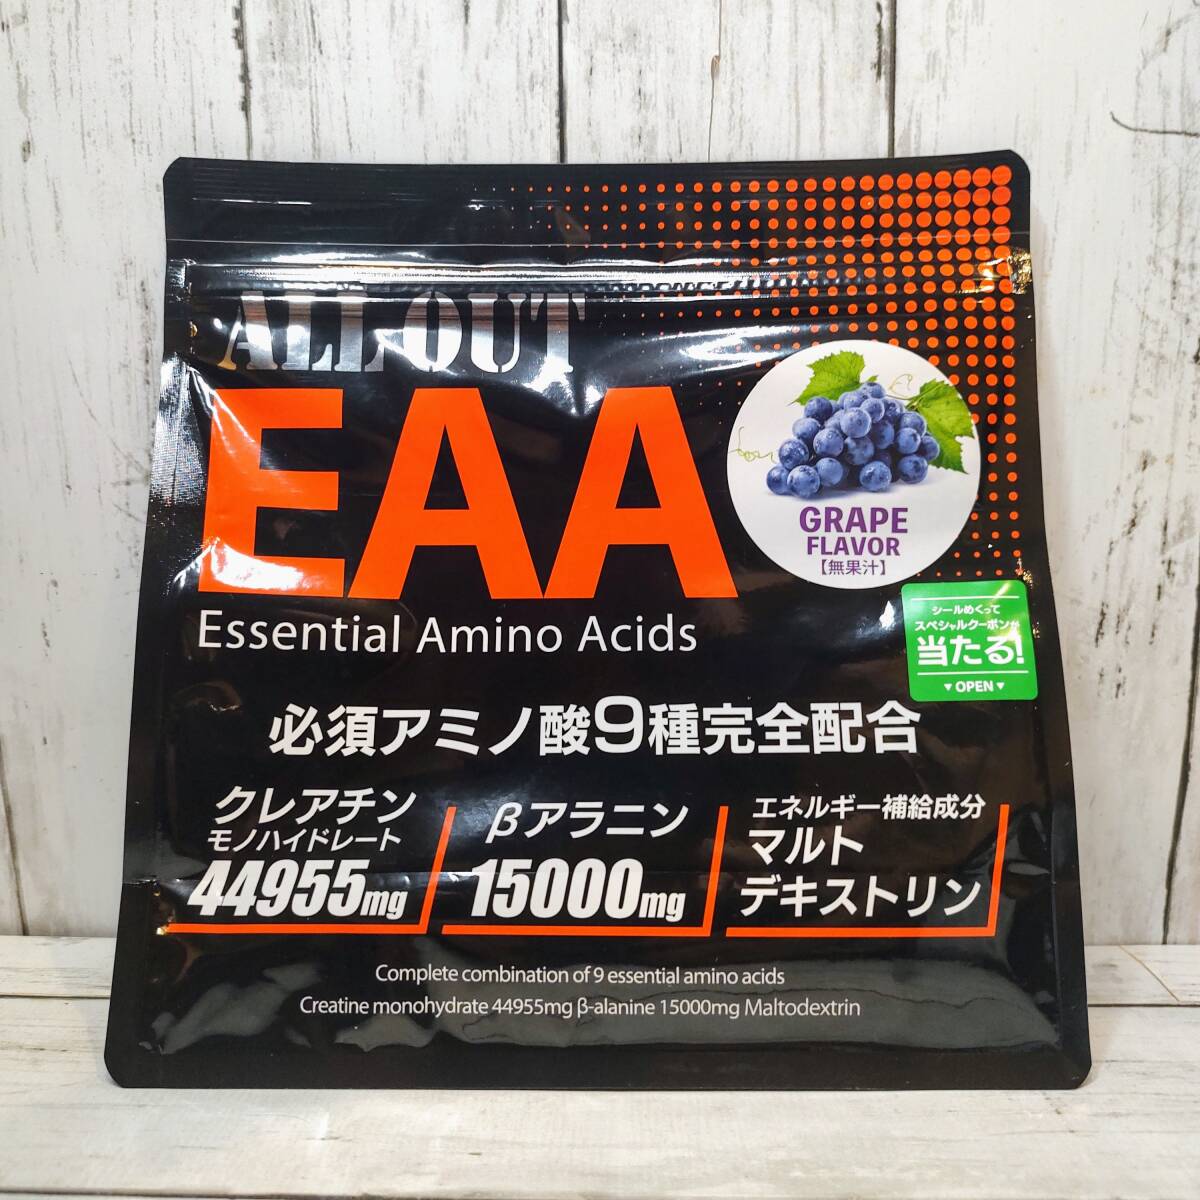 ALL OUT
EAA
Essential Amino Acids
GRAPE
FLAVOR
【無果汁】
シールめくって
スペシャルクーポンが
当たる!
▼OPEN▼
必須アミノ酸9種完全配合
クレアチン
モノハイドレート
44955mg
βアラニン
15000mg
エネルギー補給成分
マルト
デキストリン
Complete combination of 9 essential amino acids
Creatine monohydrate 44955mg β-alanine 15000mg Maltodextrin